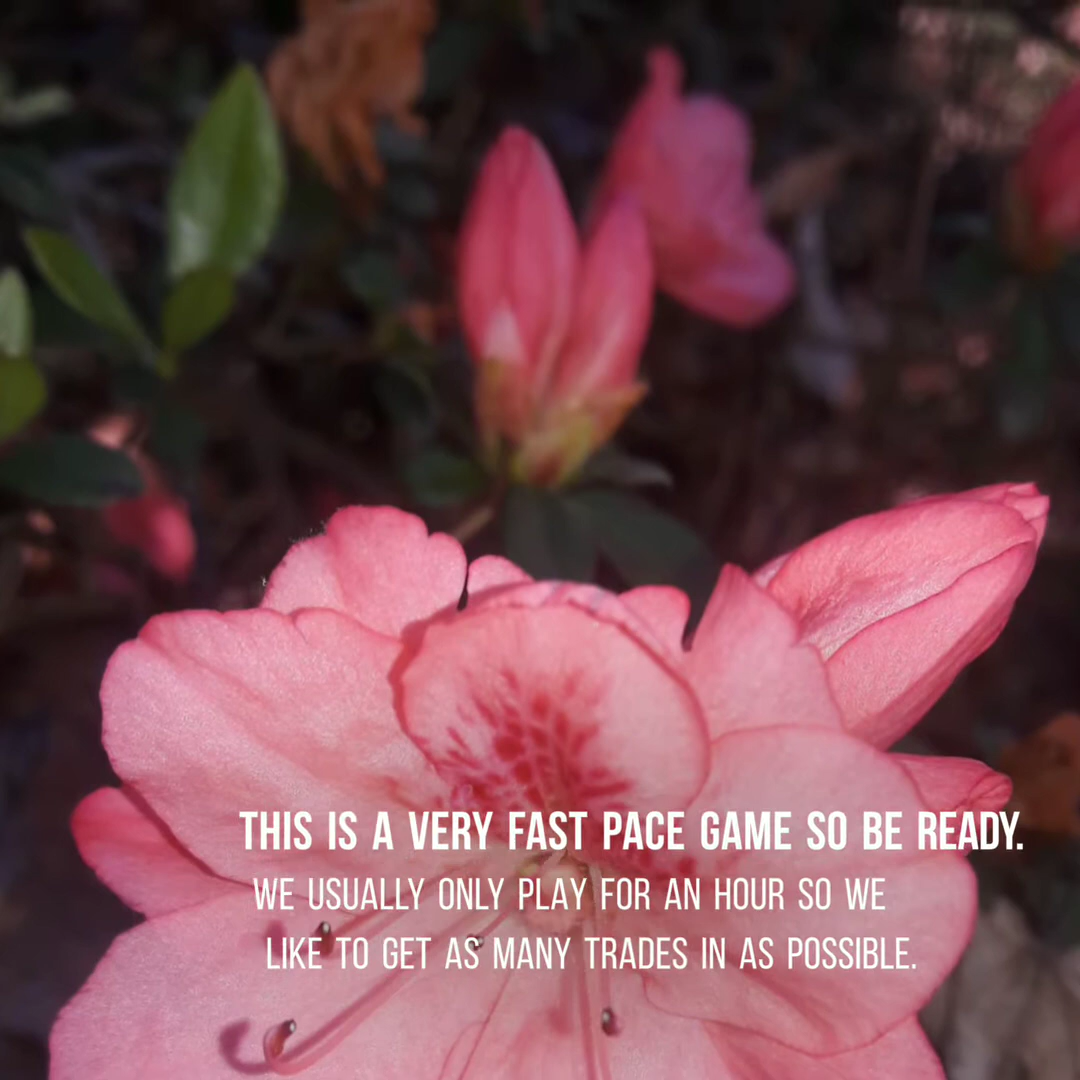 THIS IS A VERY FAST PACE GAME SO BE READY.
WE USUALLY ONLY PLAY FOR AN HOUR SO WE
LIKE TO GET AS MANY TRADES IN AS POSSIBLE.